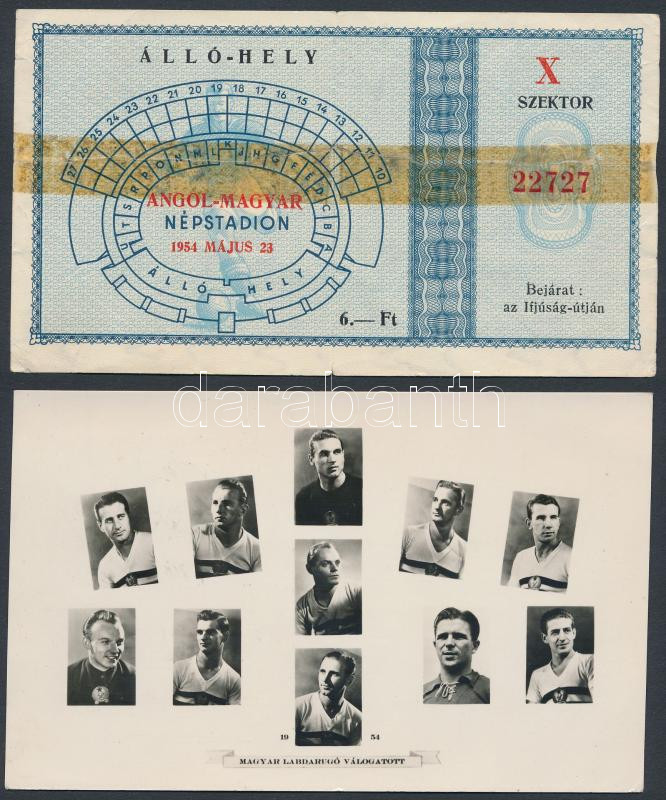 ÁLLÓ-HELY
X
SZEKTOR
27 26 25 24 23 22 21 20 19 18 17 16 15 14 13 12 11 10
U T S R P O N M L K J H G F E D C B A
ANGOL-MAGYAR
NÉPSTADION
1954 MÁJUS 23
ÁLLÓ HELY
22727
6.— Ft
Bejárat :
az Ifjúság-útján
darabanth
19 54
MAGYAR LABDARUGÓ VÁLOGATOTT